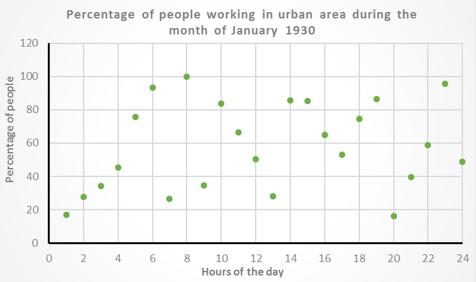 Percentage of people working in urban area during the
month of January 1930
Percentage of people
120
100
80
60
40
20
0
0 2 4 6 8 10 12 14 16 18 20 22 24
Hours of the day